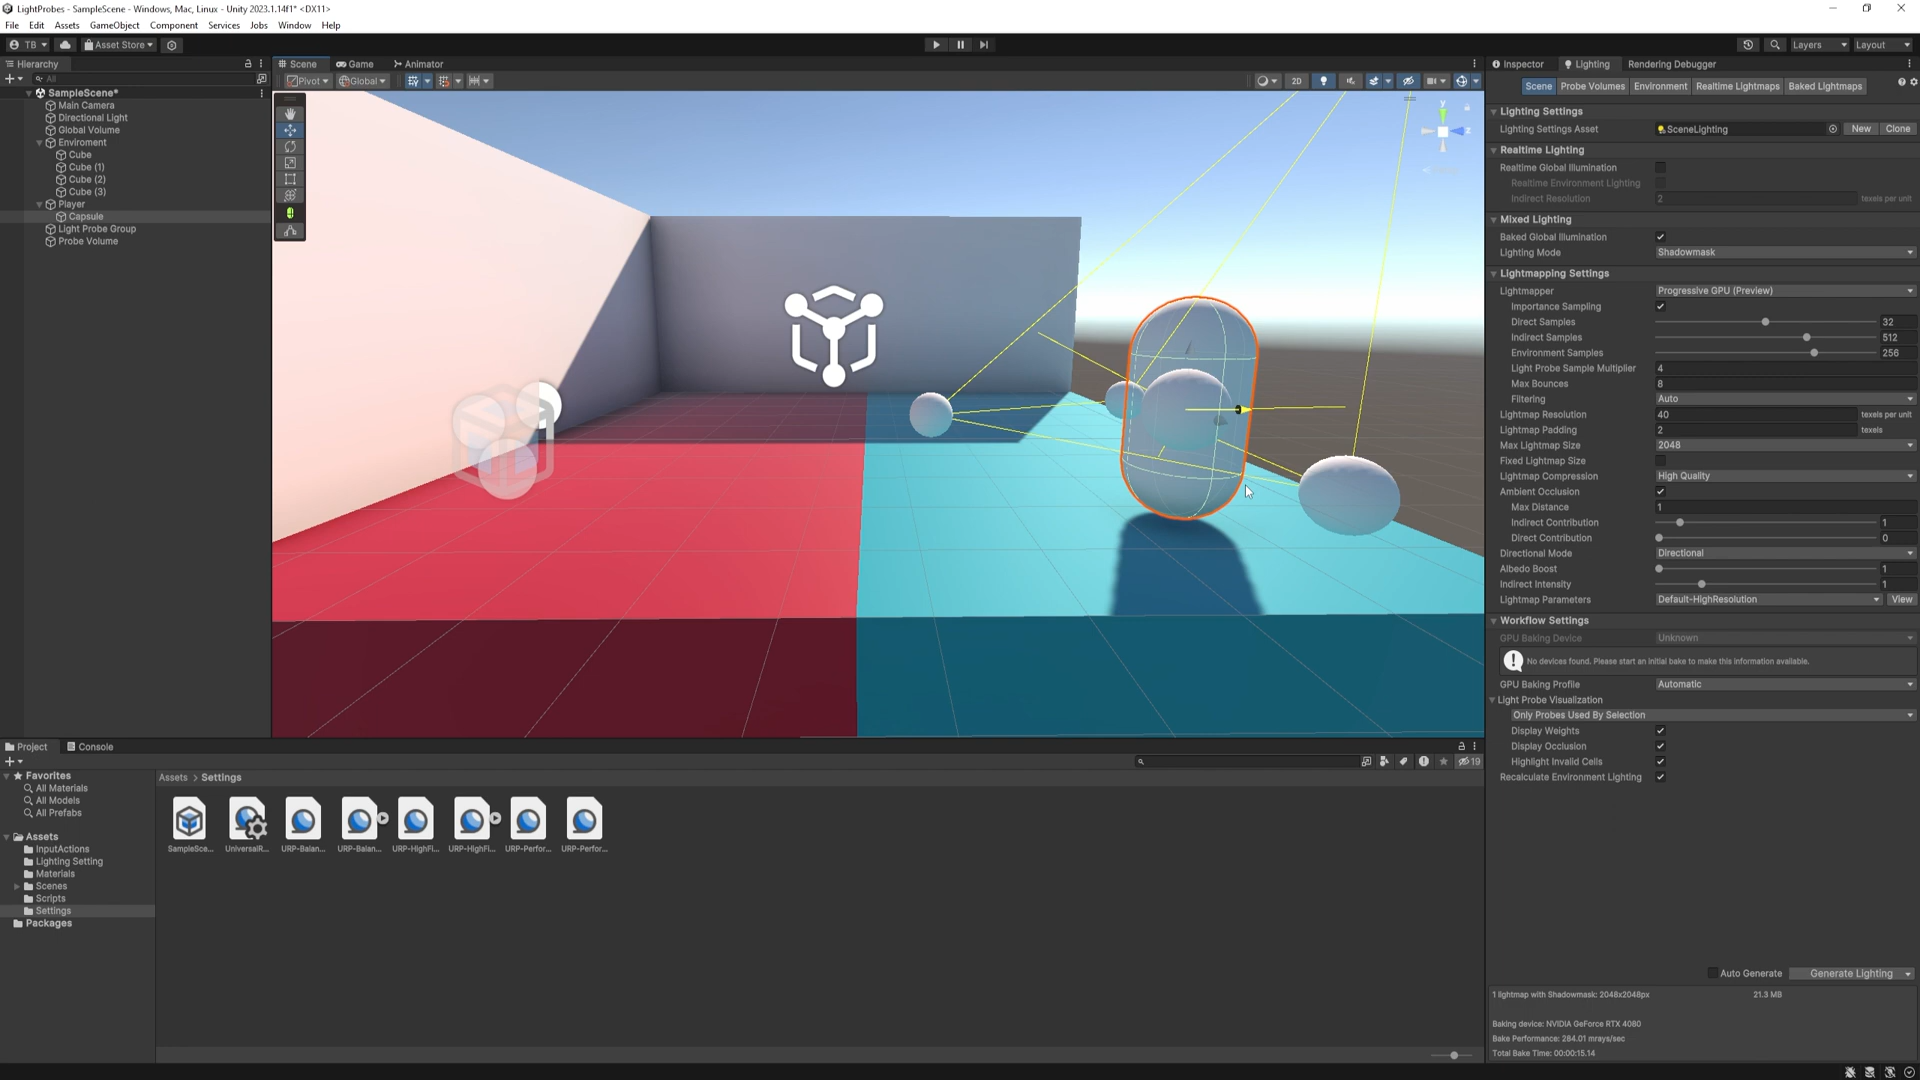 LightProbes - SampleScene - Windows, Mac, Linux - Unity 2023.1.14f1* <DX11>
File Edit Assets GameObject Component Services Jobs Window Help
TB Asset Store Layers Layout
Hierarchy
All
SampleScene*
Main Camera
Directional Light
Global Volume
Enviroment
Cube
Cube (1)
Cube (2)
Cube (3)
Player
Capsule
Light Probe Group
Probe Volume
Scene Game Animator
Pivot Global 2D
y
z
Inspector Lighting Rendering Debugger
Scene Probe Volumes Environment Realtime Lightmaps Baked Lightmaps
Lighting Settings
Lighting Settings Asset SceneLighting New Clone
Realtime Lighting
Realtime Global Illumination
Realtime Environment Lighting
Indirect Resolution 2 texels per unit
Mixed Lighting
Baked Global Illumination
Lighting Mode Shadowmask
Lightmapping Settings
Lightmapper Progressive GPU (Preview)
Importance Sampling
Direct Samples 32
Indirect Samples 512
Environment Samples 256
Light Probe Sample Multiplier 4
Max Bounces 8
Filtering Auto
Lightmap Resolution 40 texels per unit
Lightmap Padding 2 texels
Max Lightmap Size 2048
Fixed Lightmap Size
Lightmap Compression High Quality
Ambient Occlusion
Max Distance 1
Indirect Contribution 1
Direct Contribution 0
Directional Mode Directional
Albedo Boost 1
Indirect Intensity 1
Lightmap Parameters Default-HighResolution View
Workflow Settings
GPU Baking Device Unknown
No devices found. Please start an initial bake to make this information available.
GPU Baking Profile Automatic
Light Probe Visualization
Only Probes Used By Selection
Display Weights
Display Occlusion
Highlight Invalid Cells
Recalculate Environment Lighting
Auto Generate Generate Lighting
1 lightmap with Shadowmask: 2048x2048px 21.3 MB
Baking device: NVIDIA GeForce RTX 4080
Bake Performance: 284.01 mrays/sec
Total Bake Time: 00:00:15.14
Project Console
19
Favorites
All Materials
All Models
All Prefabs
Assets
InputActions
Lighting Setting
Materials
Scenes
Scripts
Settings
Packages
Assets > Settings
SampleSce... UniversalR... URP-Balan... URP-Balan... URP-HighFi... URP-HighFi... URP-Perfor... URP-Perfor...